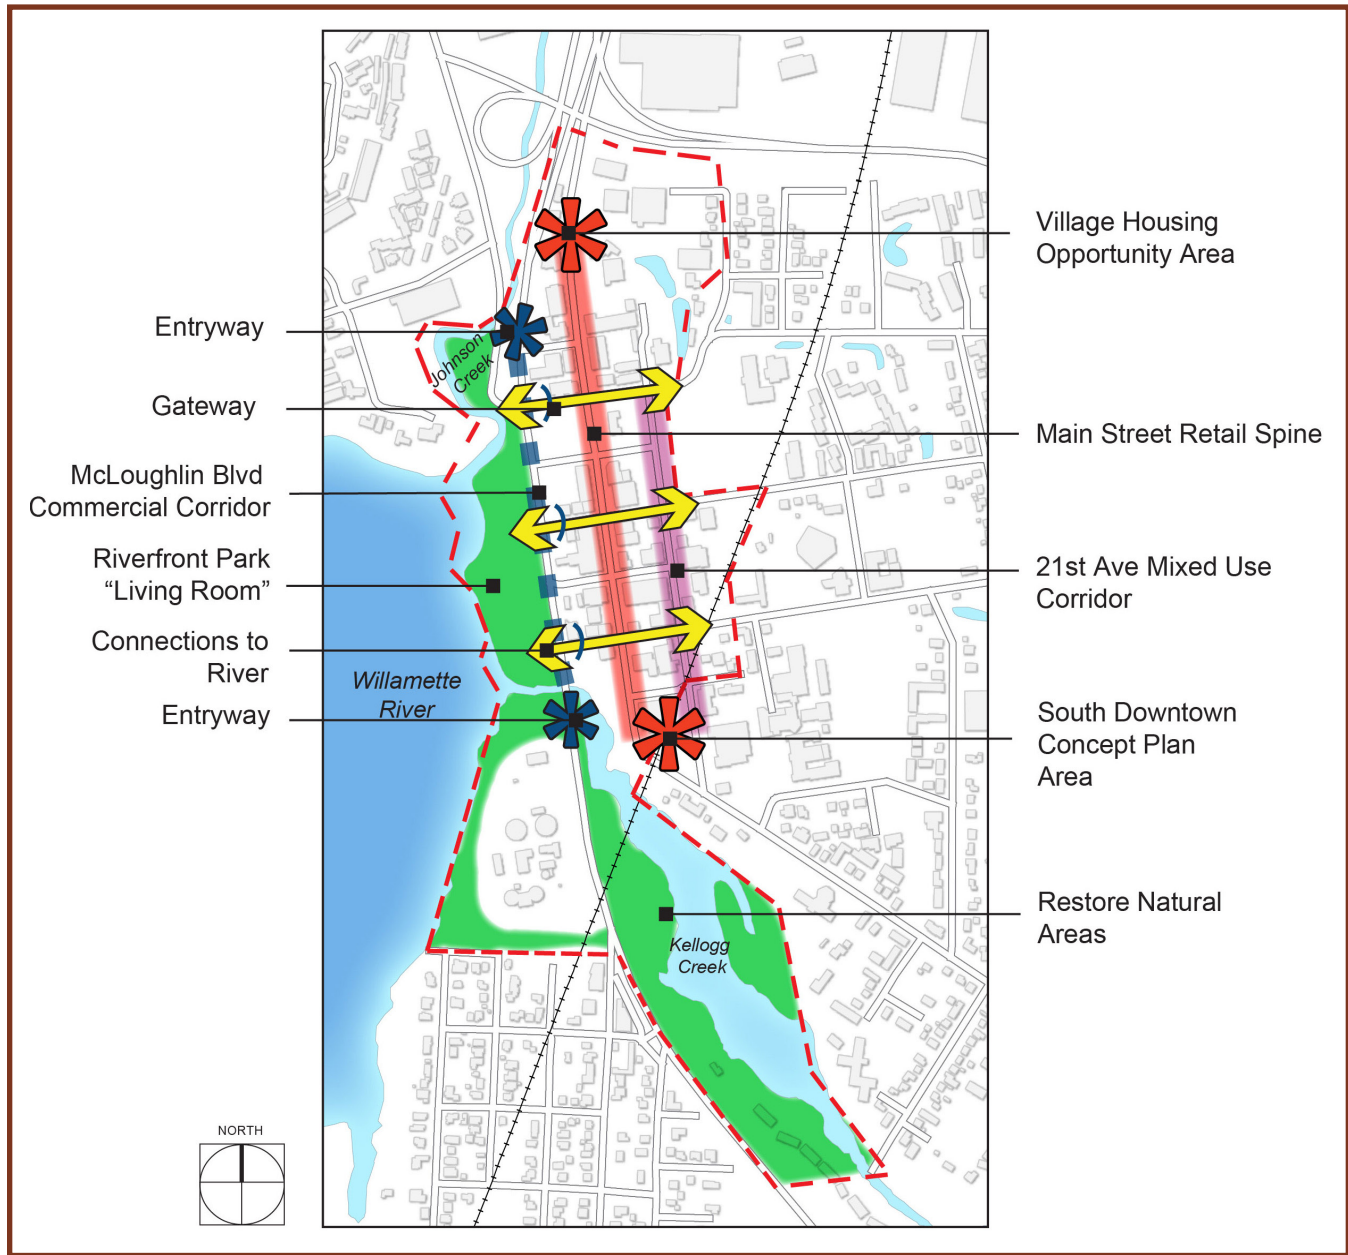 Village Housing
Opportunity Area
Entryway
Johnson
Creek
Gateway
Main Street Retail Spine
McLoughlin Blvd
Commercial Corridor
Riverfront Park
“Living Room”
21st Ave Mixed Use
Corridor
Connections to
River
Willamette
River
Entryway
South Downtown
Concept Plan
Area
Restore Natural
Areas
Kellogg
Creek
NORTH